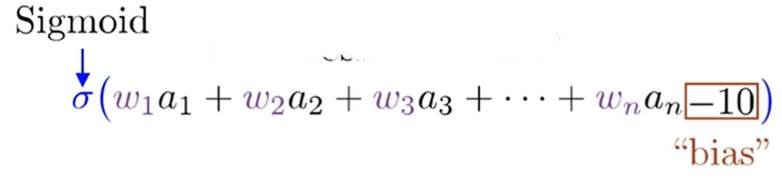 Sigmoid
σ(w₁a₁ + w₂a₂ + w₃a₃ + ⋯ + wₙaₙ −10)
“bias”